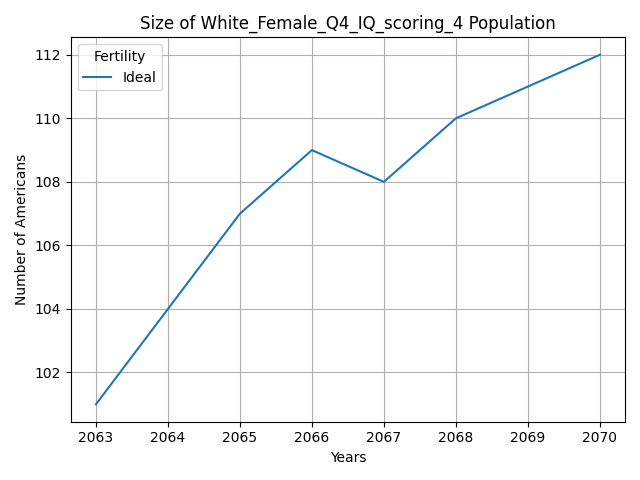 Size of White_Female_Q4_IQ_scoring_4 Population
Fertility
Ideal
Number of Americans
112
110
108
106
104
102
2063 2064 2065 2066 2067 2068 2069 2070
Years